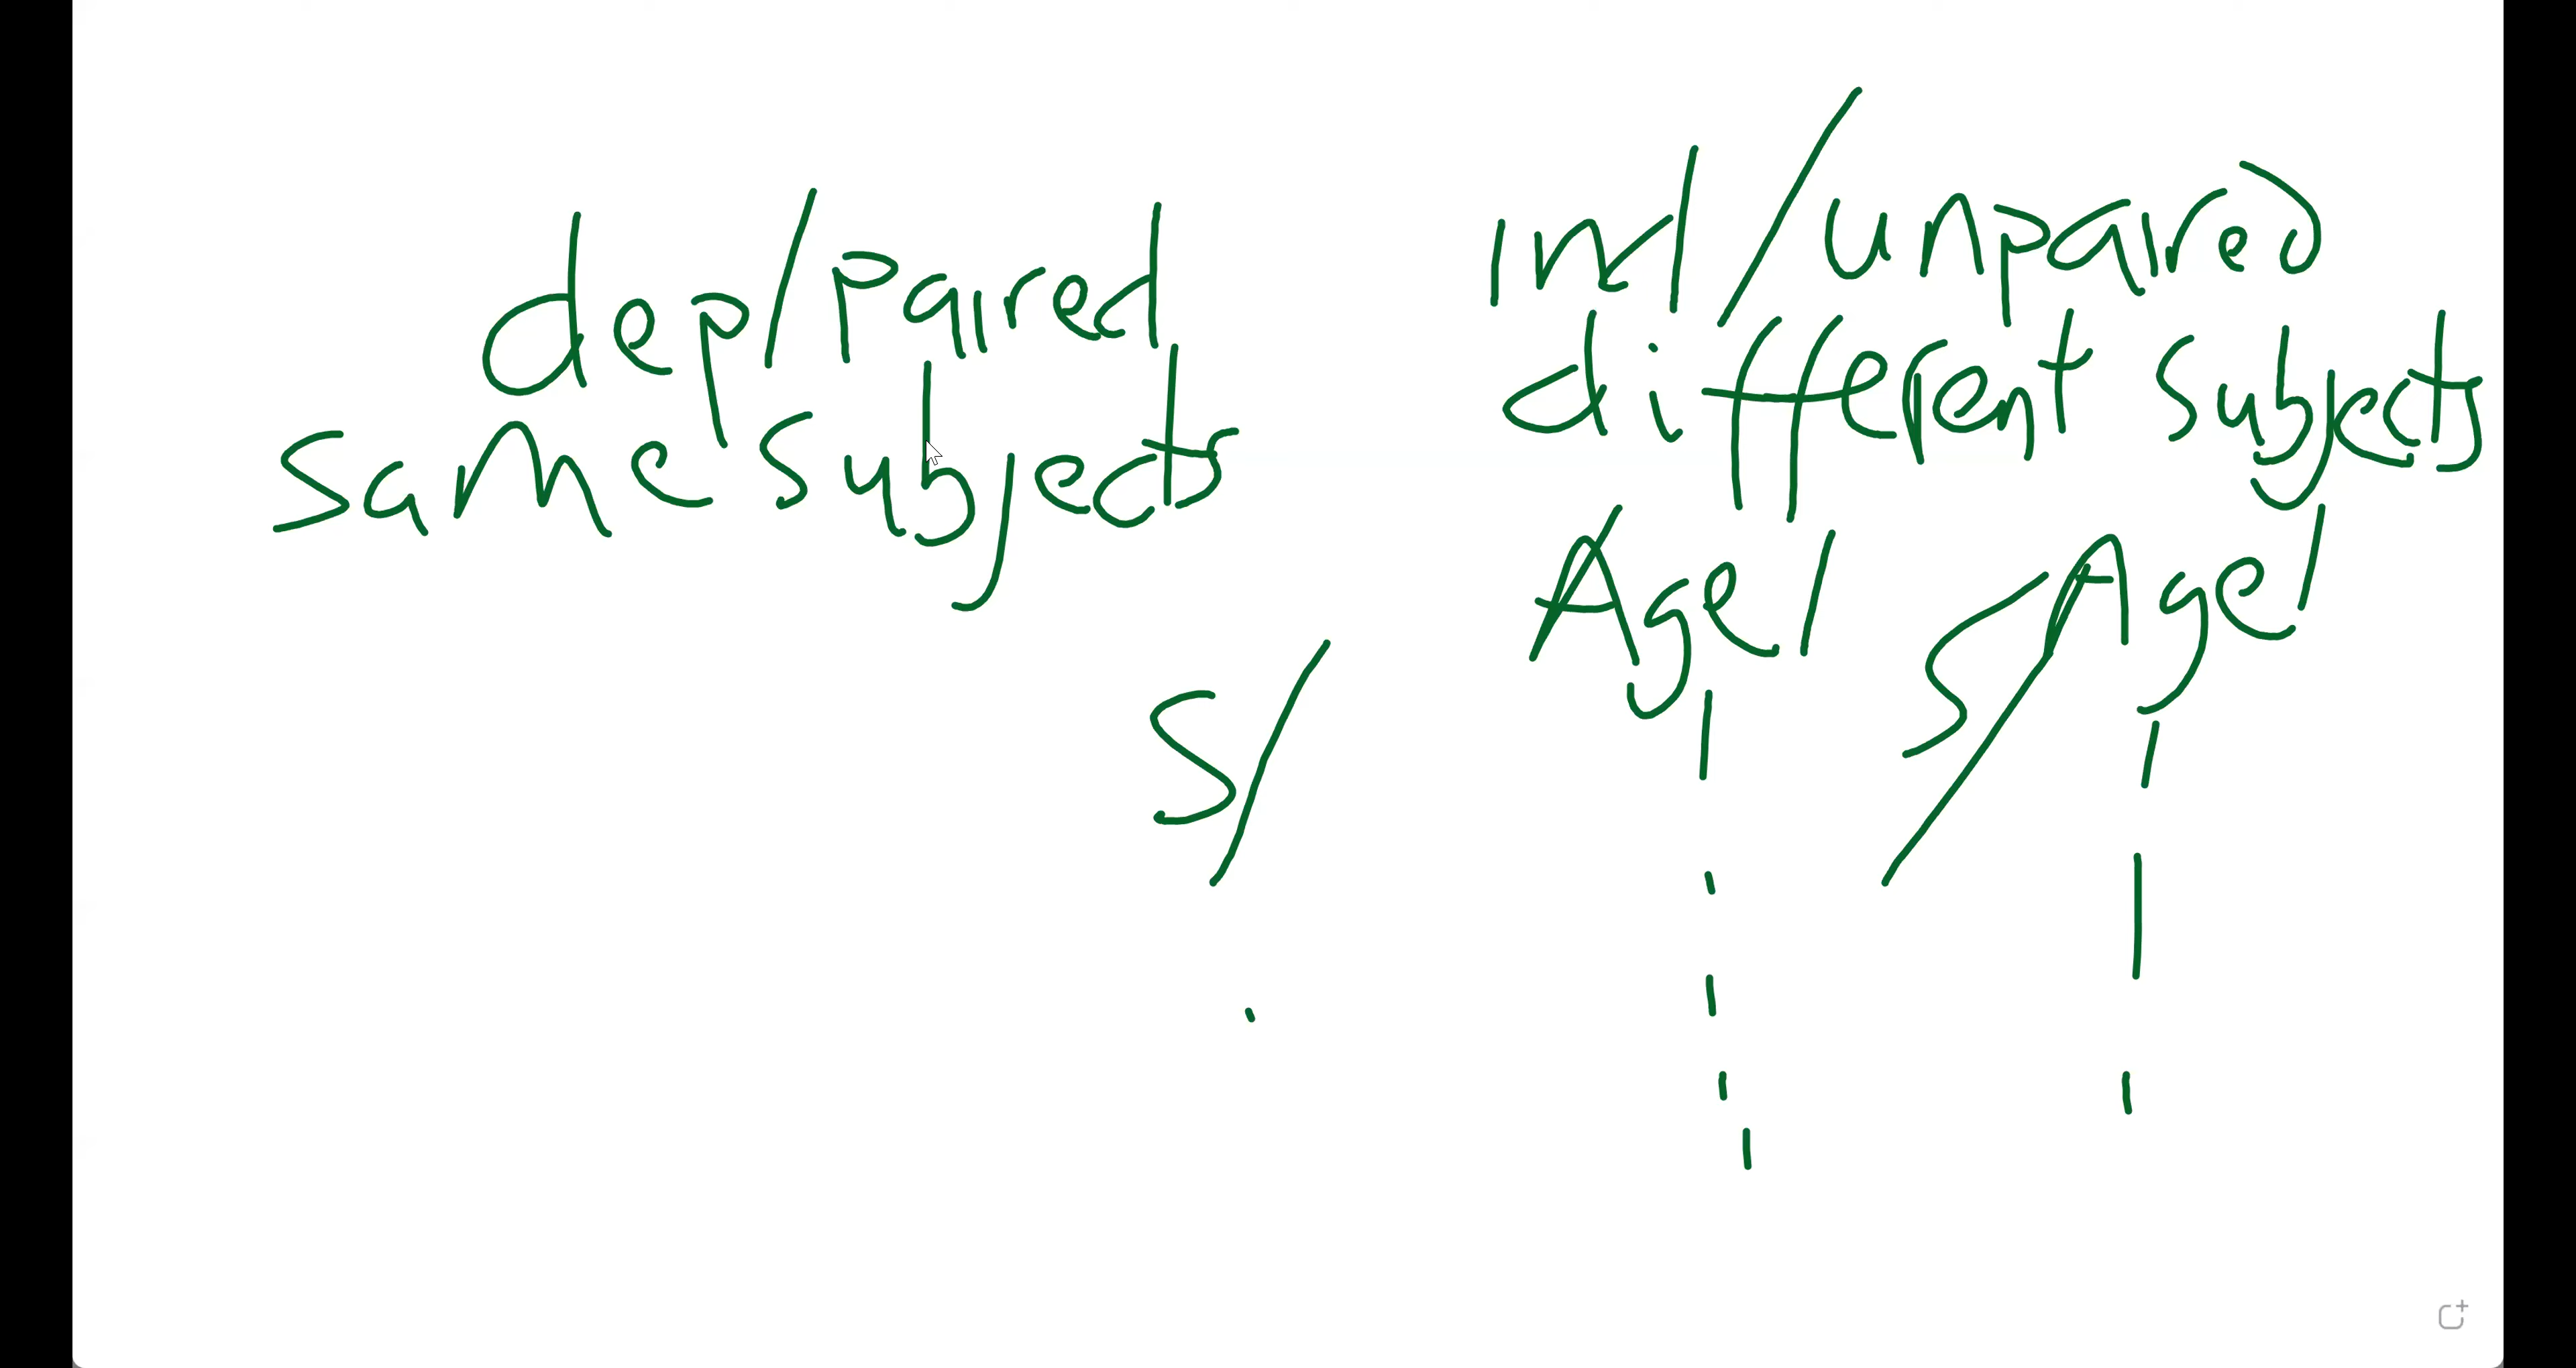 dep/paired
same subjects
ind/unpaired
different subjects
S/ Age/ S/ Age/